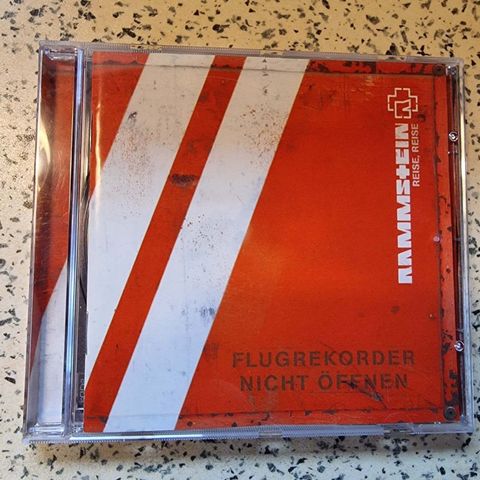 RAMMSTEIN
REISE, REISE
FLUGREKORDER
NICHT ÖFFNEN